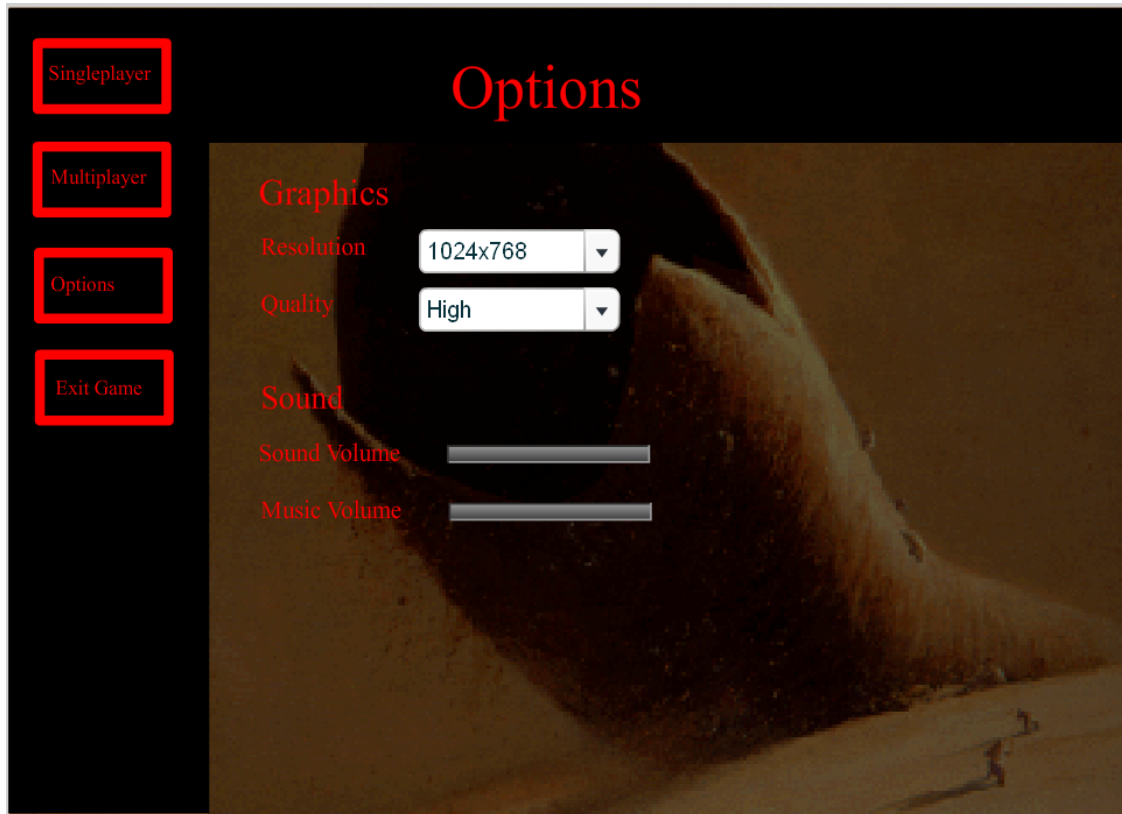 Singleplayer
Multiplayer
Options
Exit Game
Options
Graphics
Resolution
1024x768
Quality
High
Sound
Sound Volume
Music Volume